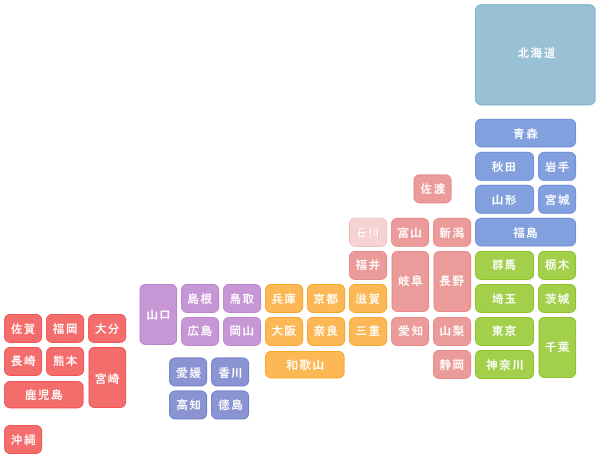 北海道
青森
秋田 岩手
佐渡
山形 宮城
石川 富山 新潟 福島
福井 岐阜 長野 群馬 栃木
山口 島根 鳥取 兵庫 京都 滋賀 埼玉 茨城
佐賀 福岡 大分 広島 岡山 大阪 奈良 三重 愛知 山梨 東京 千葉
長崎 熊本 宮崎 愛媛 香川 和歌山 静岡 神奈川
鹿児島 高知 徳島
沖縄